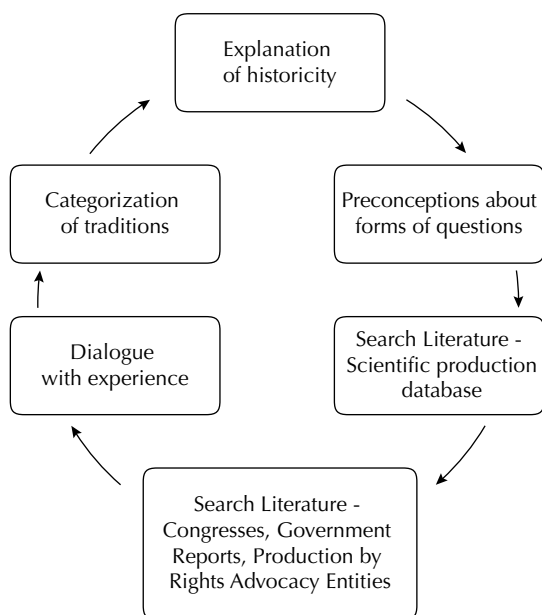 Explanation
of historicity
Preconceptions about
forms of questions
Search Literature -
Scientific production
database
Search Literature -
Congresses, Government
Reports, Production by
Rights Advocacy Entities
Dialogue
with experience
Categorization
of traditions